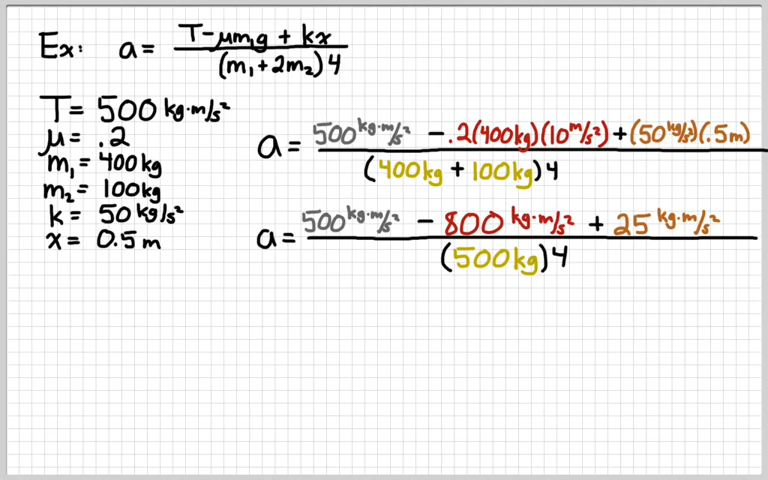 Ex: a = (T - μm₁g + kx) / ((m₁ + 2m₂)4)
T = 500 kg·m/s²
μ = .2
m₁ = 400 kg
m₂ = 100 kg
k = 50 kg/s²
x = 0.5 m
a = (500 kg·m/s² - .2(400kg)(10 m/s²) + (50 kg/s²)(.5m)) / ((400kg + 100kg)4)
a = (500 kg·m/s² - 800 kg·m/s² + 25 kg·m/s²) / ((500kg)4)